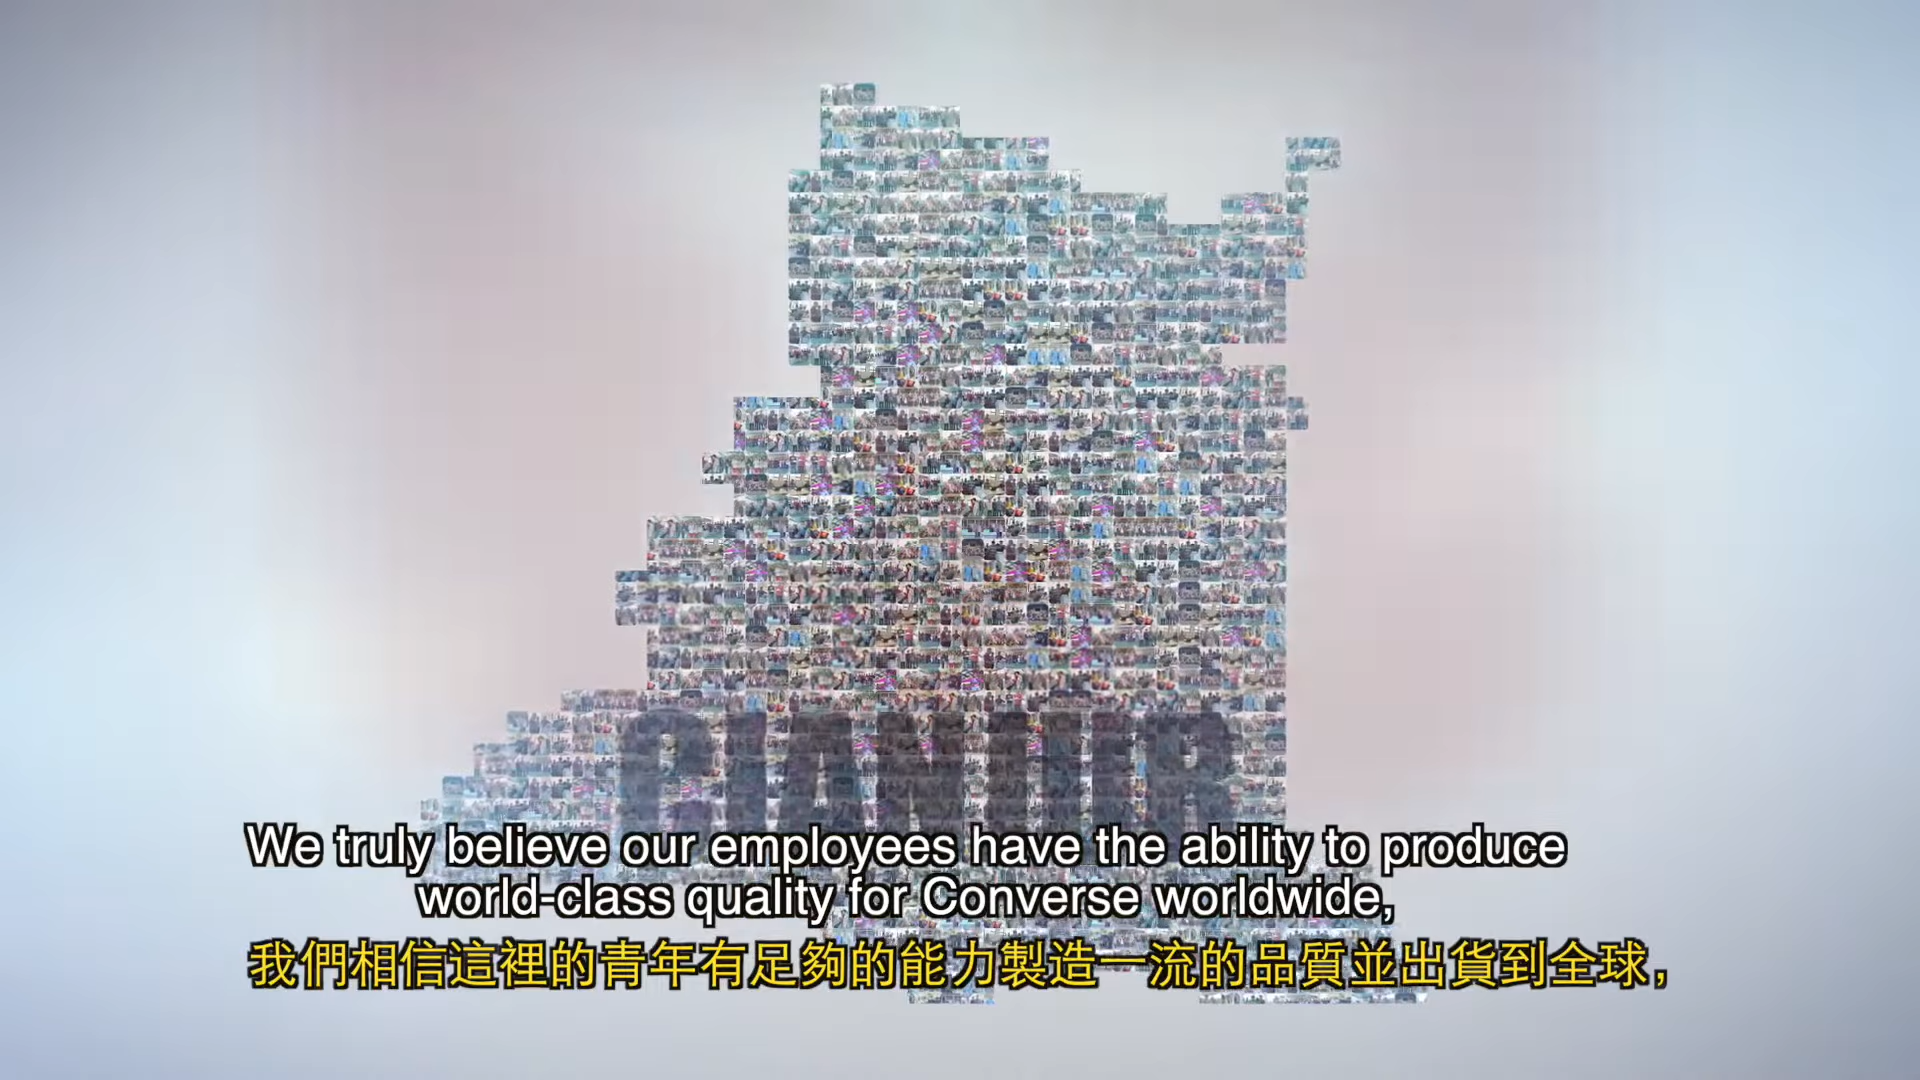 We truly believe our employees have the ability to produce
world-class quality for Converse worldwide,
我們相信這裡的青年有足夠的能力製造一流的品質並出貨到全球，